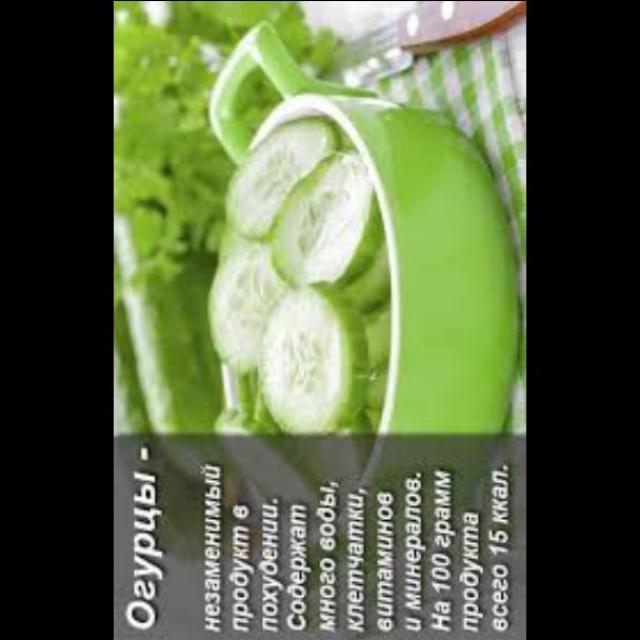 Огурцы -
незаменимый
продукт в
похудении.
Содержат
много воды,
клетчатки,
витаминов
и минералов.
На 100 грамм
продукта
всего 15 ккал.